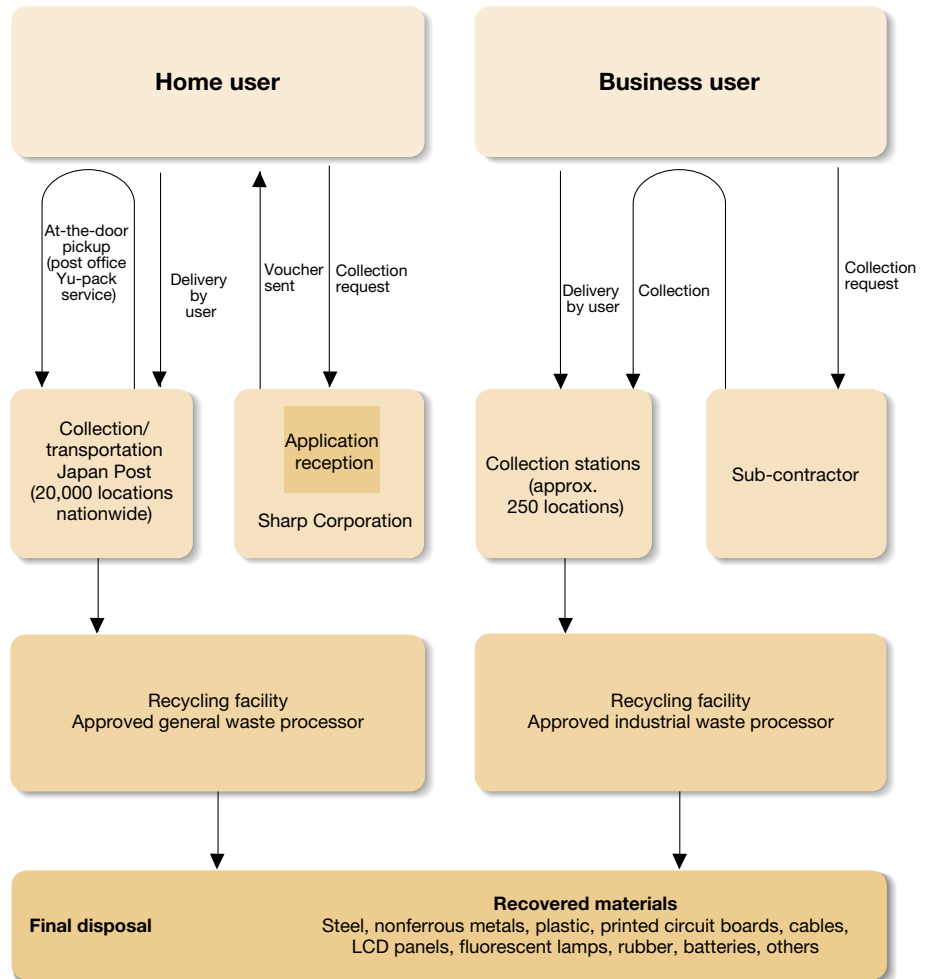 Home user
Business user
At-the-door
pickup
(post office
Yu-pack
service)
Delivery
by
user
Voucher
sent
Collection
request
Delivery
by user
Collection
Collection
request
Collection/
transportation
Japan Post
(20,000 locations
nationwide)
Application
reception
Sharp Corporation
Collection stations
(approx.
250 locations)
Sub-contractor
Recycling facility
Approved general waste processor
Recycling facility
Approved industrial waste processor
Final disposal
Recovered materials
Steel, nonferrous metals, plastic, printed circuit boards, cables,
LCD panels, fluorescent lamps, rubber, batteries, others